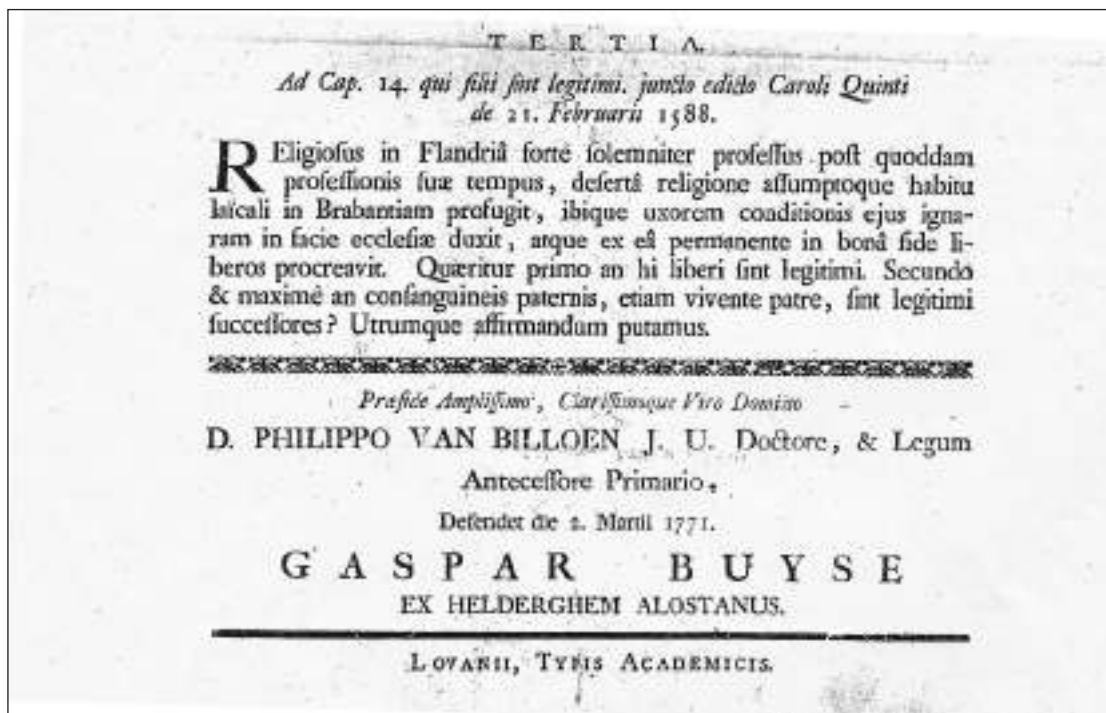 TERTIA.
Ad Cap. 14. qui filii ſint legitimi. juncto edicto Caroli Quinti
de 21. Februarii 1588.
REligioſus in Flandriâ forte ſolemniter profeſſus poſt quoddam
profeſſionis ſuæ tempus, deſertâ religione aſſumptoque habitu
laïcali in Brabantiam profugit, ibique uxorem conditionis ejus igna-
ram in facie eccleſiæ duxit, atque ex eâ permanente in bonâ fide li-
beros procreavit. Quæritur primo an hi liberi ſint legitimi. Secundo
& maximè an conſanguineis paternis, etiam vivente patre, ſint legitimi
ſucceſſores? Utrumque affirmandum putamus.
Præſide Ampliſſimo, Clariſſimoque Viro Domino
D. PHILIPPO VAN BILLOEN J. U. Doctore, & Legum
Anteceſſore Primario,
Defendet die 2. Martii 1771.
GASPAR BUYSE
EX HELDERGHEM ALOSTANUS.
LOVANII, TYPIS ACADEMICIS.